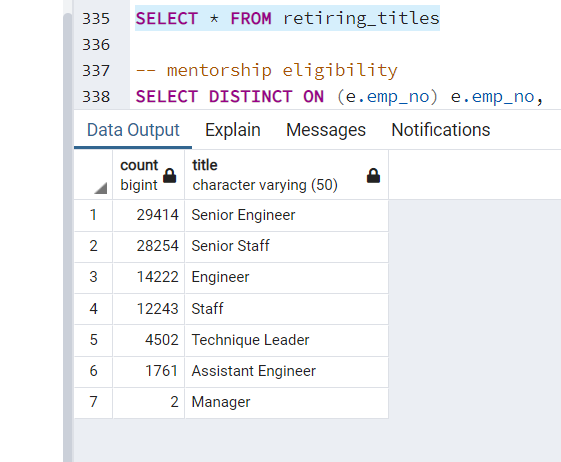 335 SELECT * FROM retiring_titles
336
337 -- mentorship eligibility
338 SELECT DISTINCT ON (e.emp_no) e.emp_no,
Data Output Explain Messages Notifications
count title
bigint character varying (50)
1 29414 Senior Engineer
2 28254 Senior Staff
3 14222 Engineer
4 12243 Staff
5 4502 Technique Leader
6 1761 Assistant Engineer
7 2 Manager